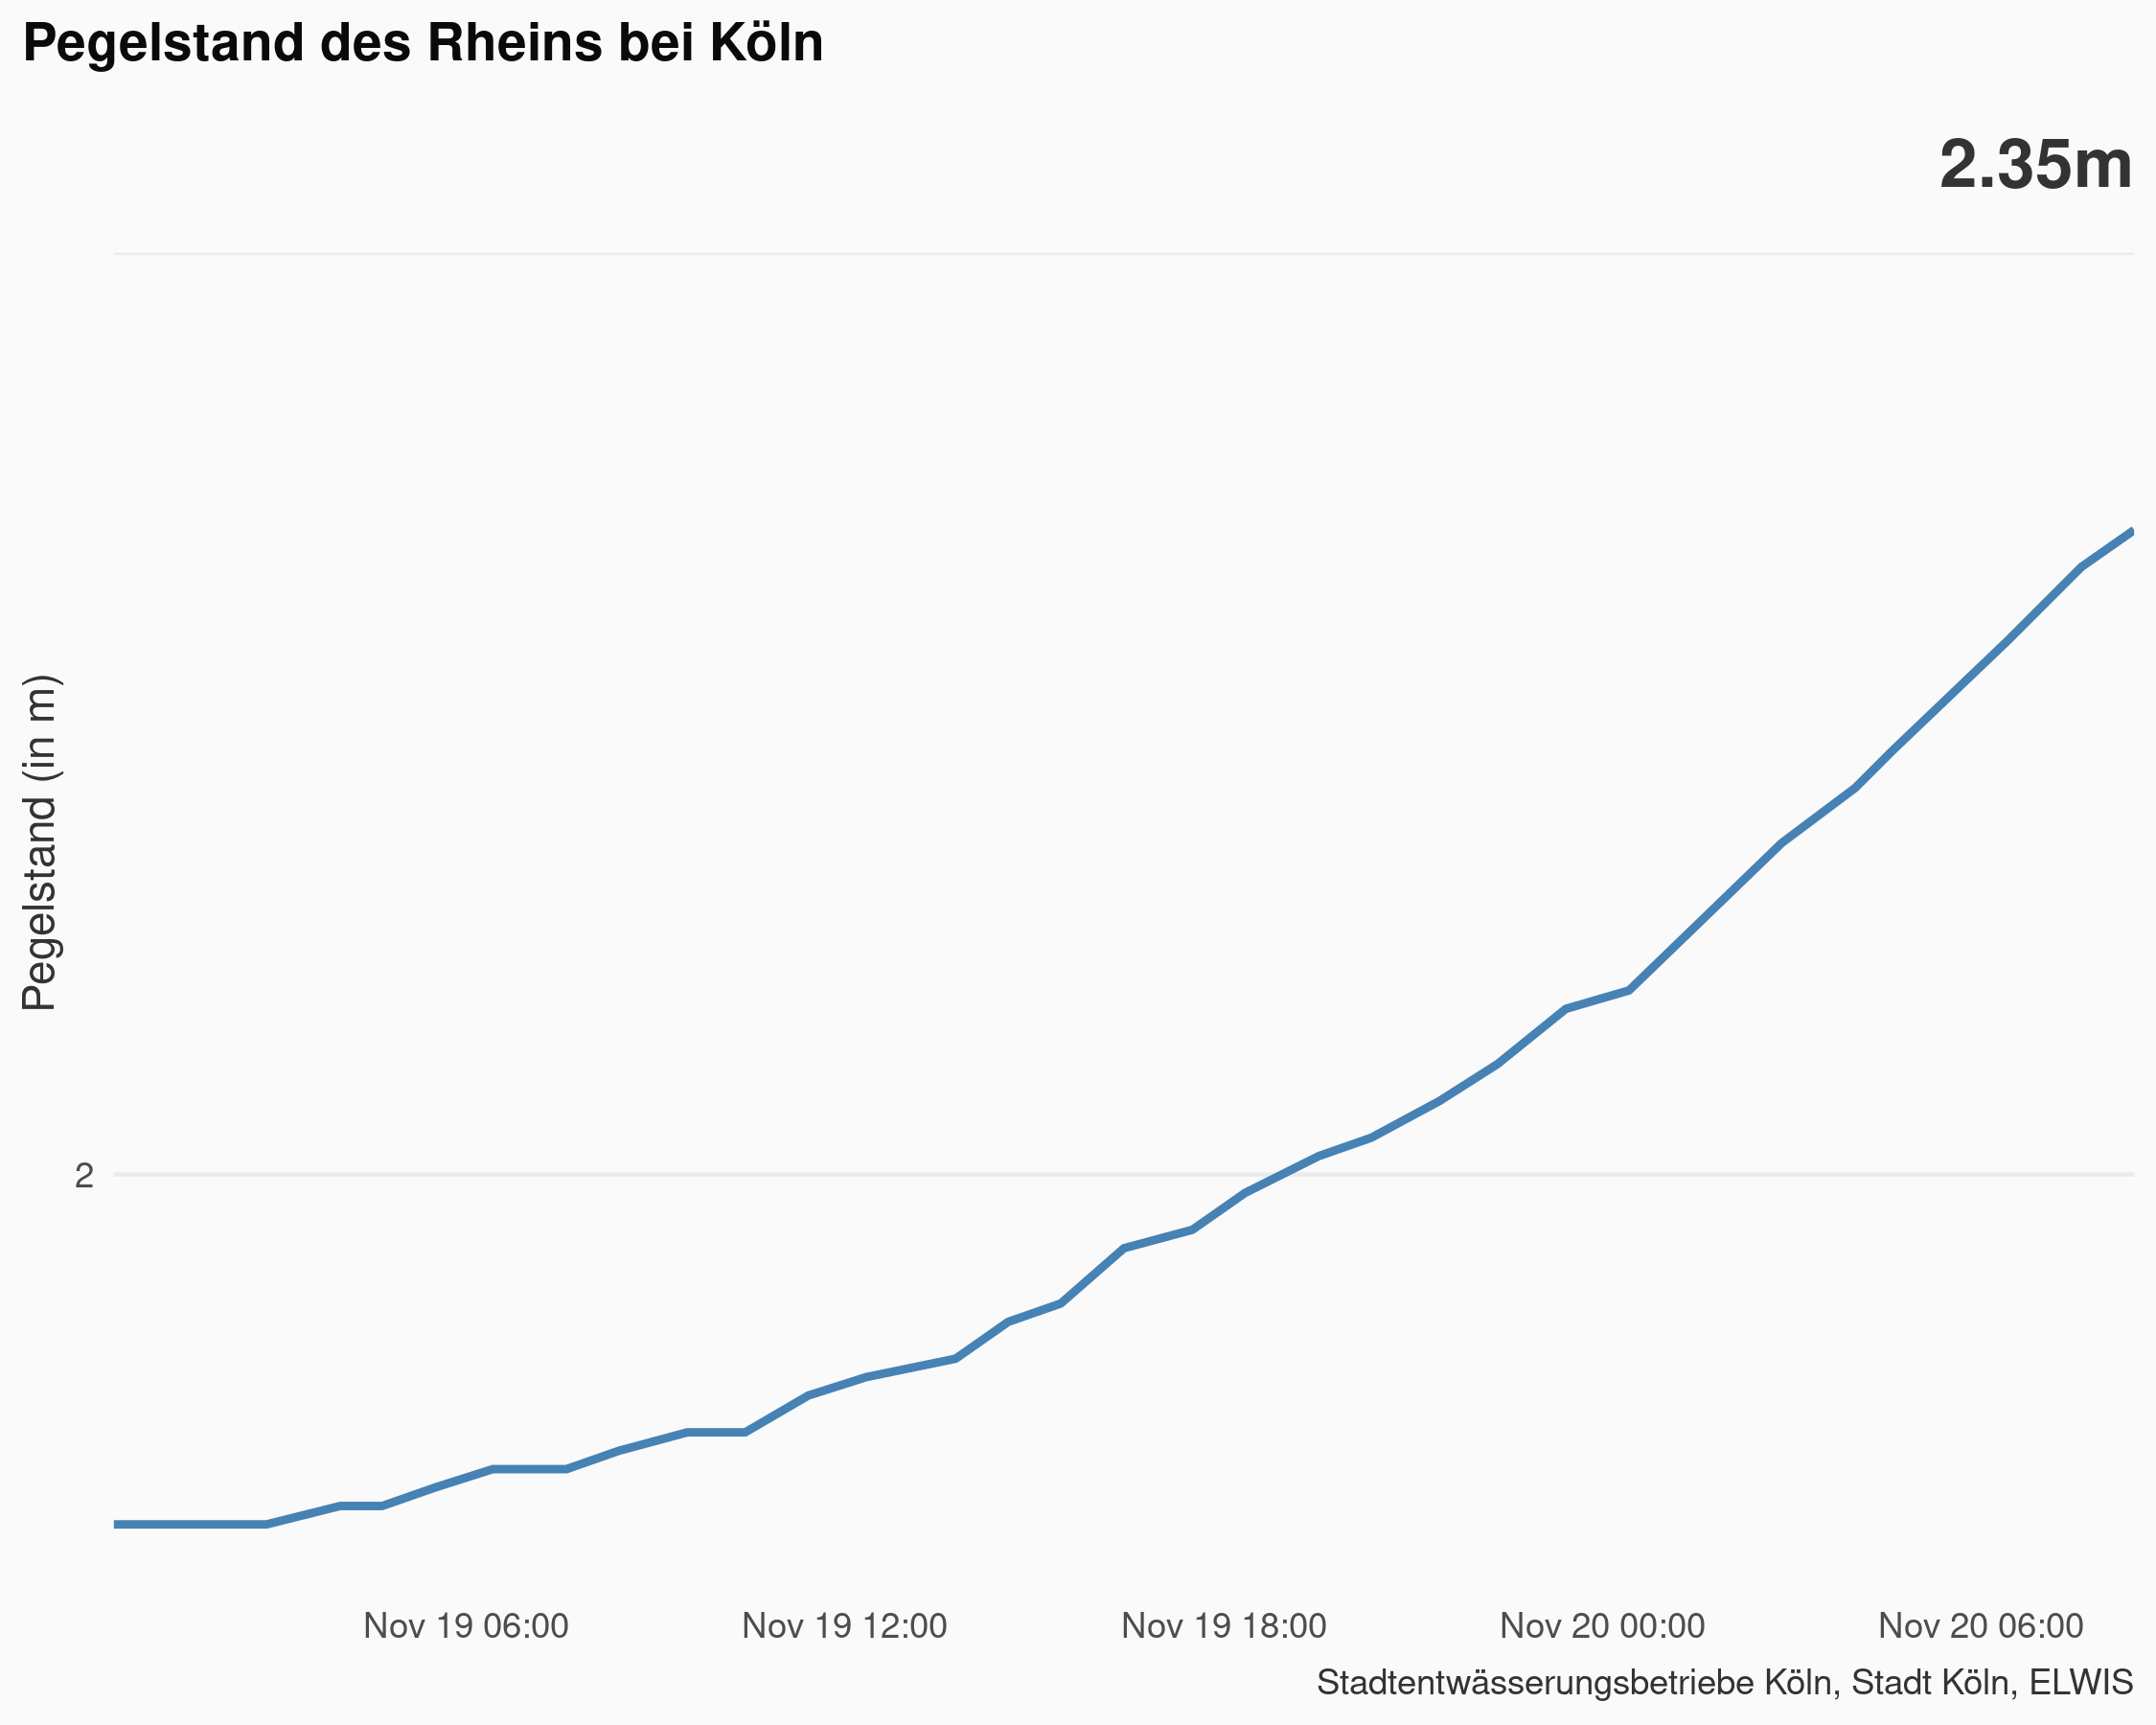 Pegelstand des Rheins bei Köln
2.35m
Pegelstand (in m)
2
Nov 19 06:00
Nov 19 12:00
Nov 19 18:00
Nov 20 00:00
Nov 20 06:00
Stadtentwässerungsbetriebe Köln, Stadt Köln, ELWIS